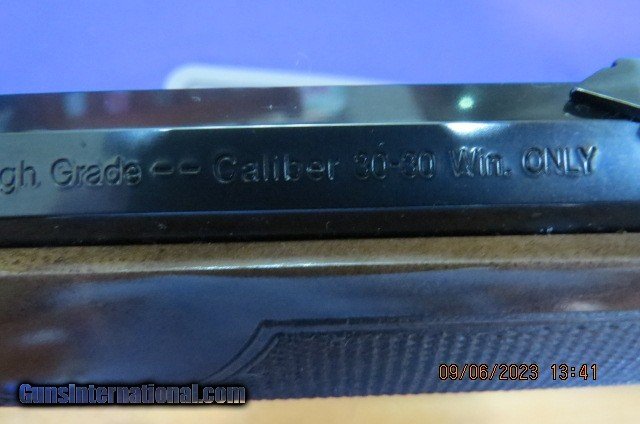 gh. Grade -- Caliber 30-30 Win. ONLY
09/06/2023 13:41
GunsInternational.com